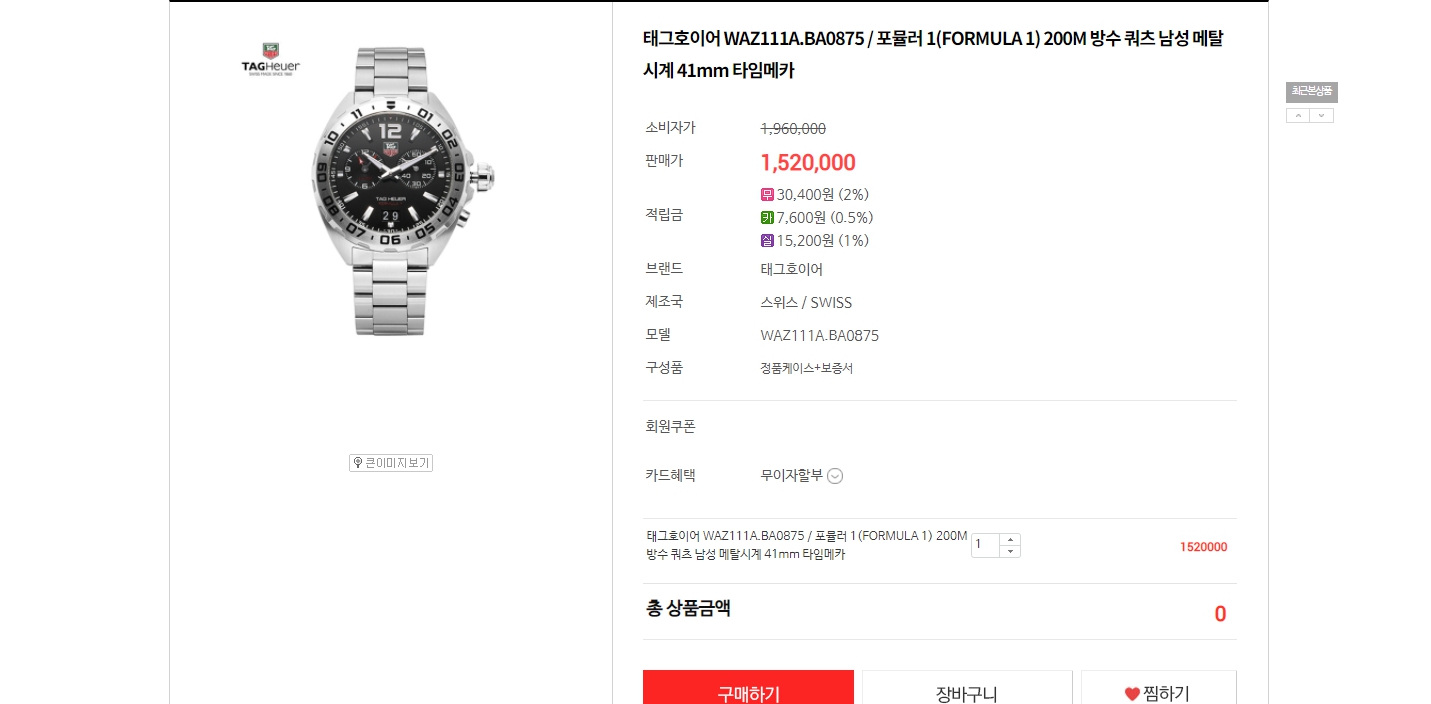 TAGHeuer
태그호이어 WAZ111A.BA0875 / 포뮬러 1(FORMULA 1) 200M 방수 쿼츠 남성 메탈
시계 41mm 타임메카
최근본상품
소비자가 1,960,000
판매가 1,520,000
적립금
무 30,400원 (2%)
카 7,600원 (0.5%)
실 15,200원 (1%)
브랜드 태그호이어
제조국 스위스 / SWISS
모델 WAZ111A.BA0875
구성품 정품케이스+보증서
회원쿠폰
큰이미지보기
카드혜택 무이자할부
태그호이어 WAZ111A.BA0875 / 포뮬러 1(FORMULA 1) 200M
방수 쿼츠 남성 메탈시계 41mm 타임메카
1
1520000
총 상품금액 0
구매하기 장바구니 찜하기